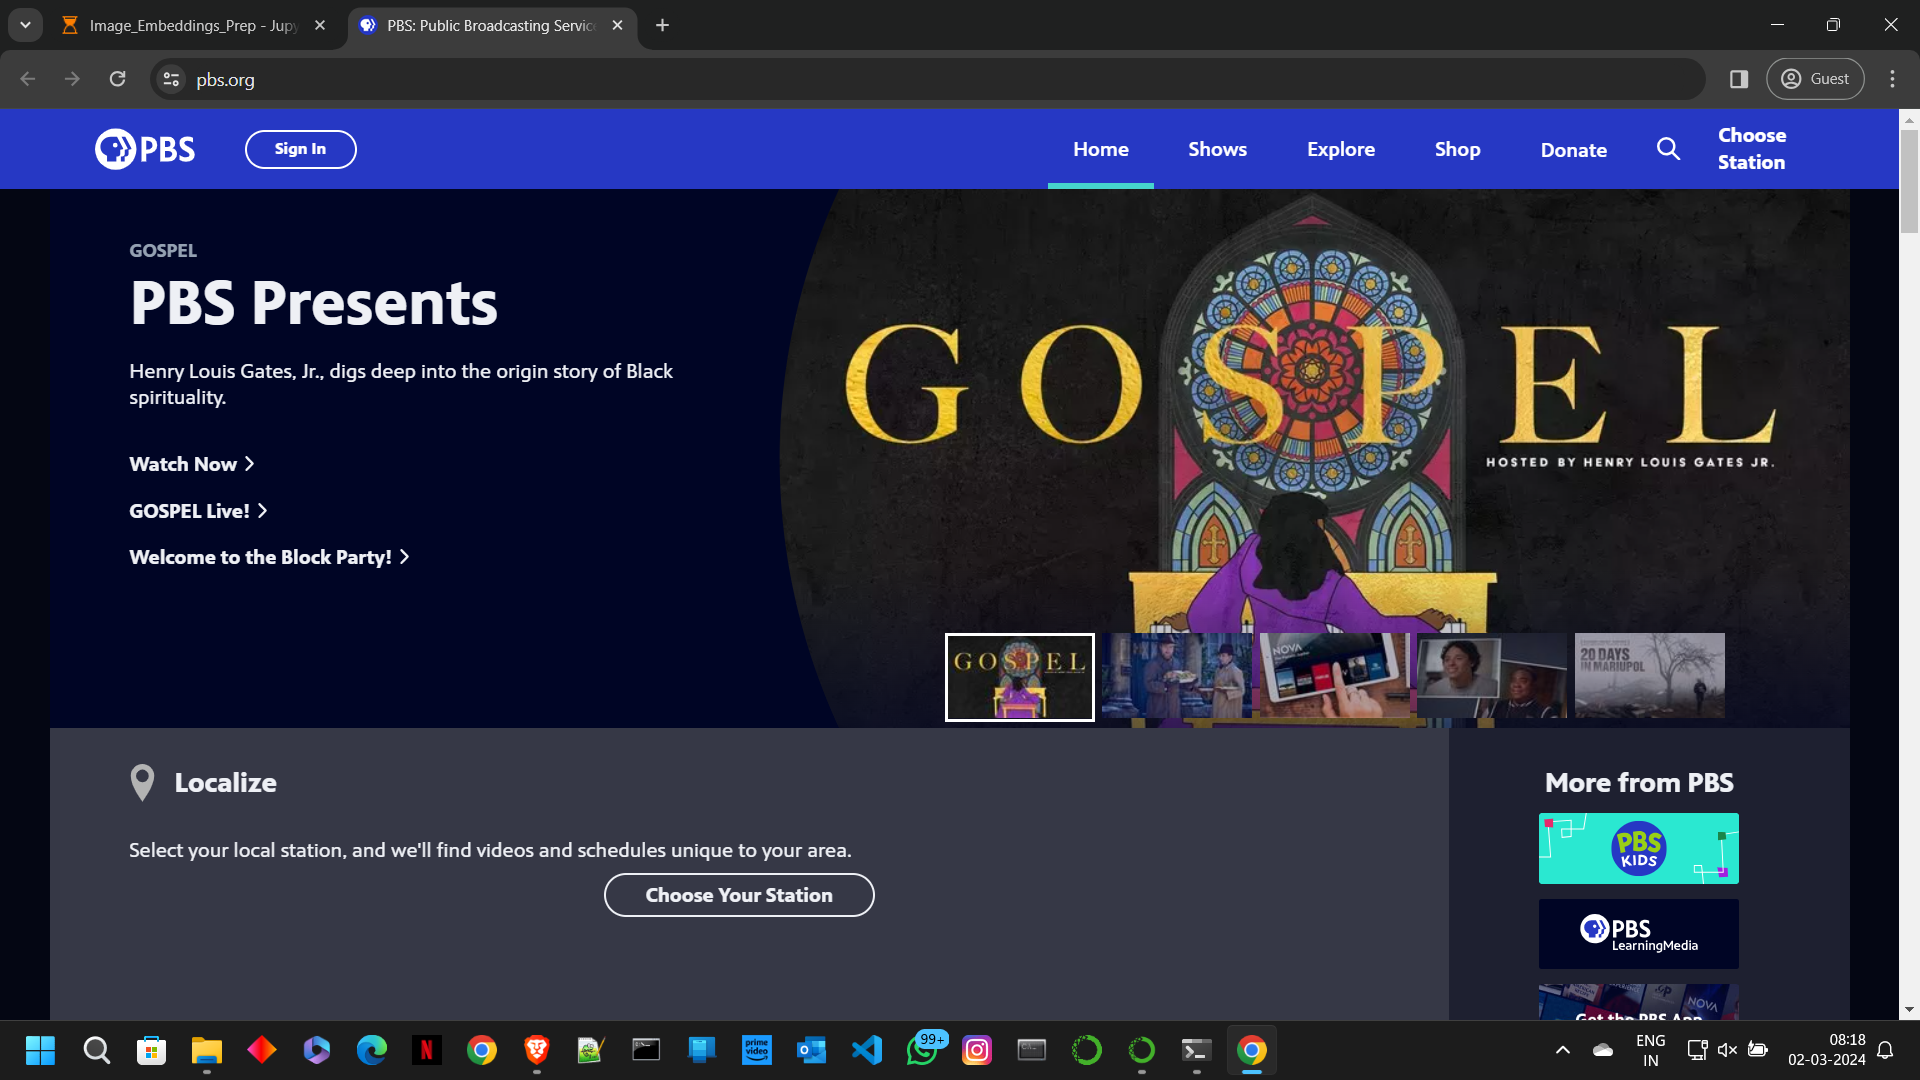 Image_Embeddings_Prep - Jupy
PBS: Public Broadcasting Service
pbs.org
Guest
PBS
Sign In
Home
Shows
Explore
Shop
Donate
Choose
Station
GOSPEL
PBS Presents
Henry Louis Gates, Jr., digs deep into the origin story of Black
spirituality.
Watch Now
GOSPEL Live!
Welcome to the Block Party!
GOSPEL
HOSTED BY HENRY LOUIS GATES JR.
GOSPEL
NOVA
20 DAYS
IN MARIUPOL
Localize
Select your local station, and we'll find videos and schedules unique to your area.
Choose Your Station
More from PBS
PBS
KIDS
PBS
LearningMedia
NOVA
Get the PBS App
prime
video
99+
ENG
IN
08:18
02-03-2024